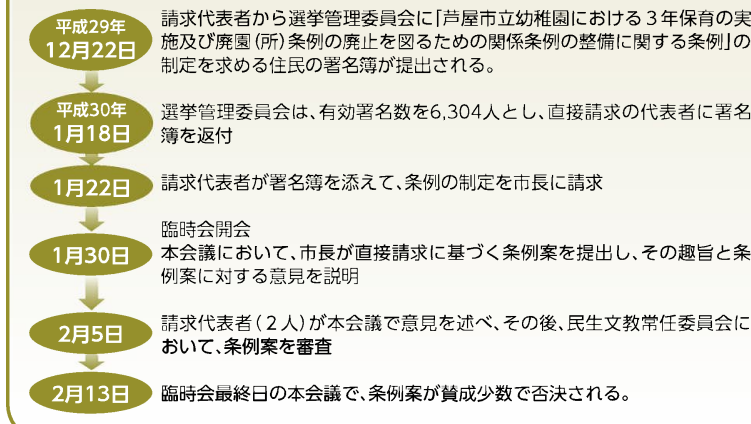 平成29年
12月22日
請求代表者から選挙管理委員会に「芦屋市立幼稚園における３年保育の実
施及び廃園（所）条例の廃止を図るための関係条例の整備に関する条例」の
制定を求める住民の署名簿が提出される。
平成30年
1月18日
選挙管理委員会は、有効署名数を6,304人とし、直接請求の代表者に署名
簿を返付
1月22日
請求代表者が署名簿を添えて、条例の制定を市長に請求
1月30日
臨時会開会
本会議において、市長が直接請求に基づく条例案を提出し、その趣旨と条
例案に対する意見を説明
2月5日
請求代表者（２人）が本会議で意見を述べ、その後、民生文教常任委員会に
おいて、条例案を審査
2月13日
臨時会最終日の本会議で、条例案が賛成少数で否決される。